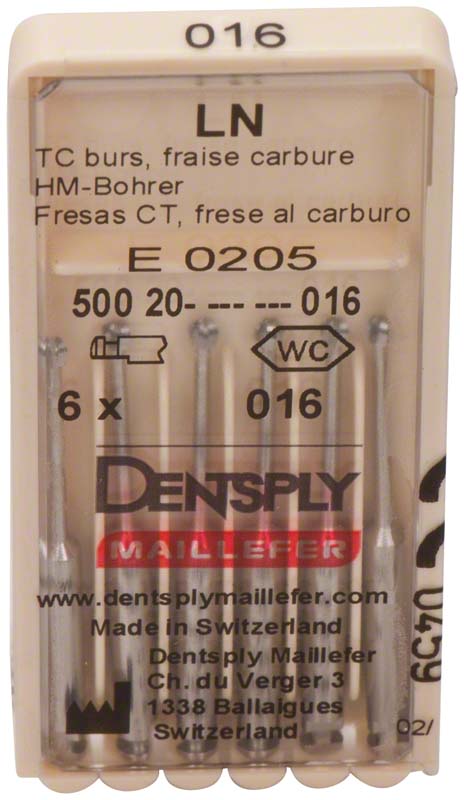 016
LN
TC burs, fraise carbure
HM-Bohrer
Fresas CT, frese al carburo
E 0205
500 20- --- --- 016
WC
6 x 016
DENTSPLY
MAILLEFER
www.dentsplymaillefer.com
Made in Switzerland
Dentsply Maillefer
Ch. du Verger 3
1338 Ballaigues
Switzerland
0459
02/